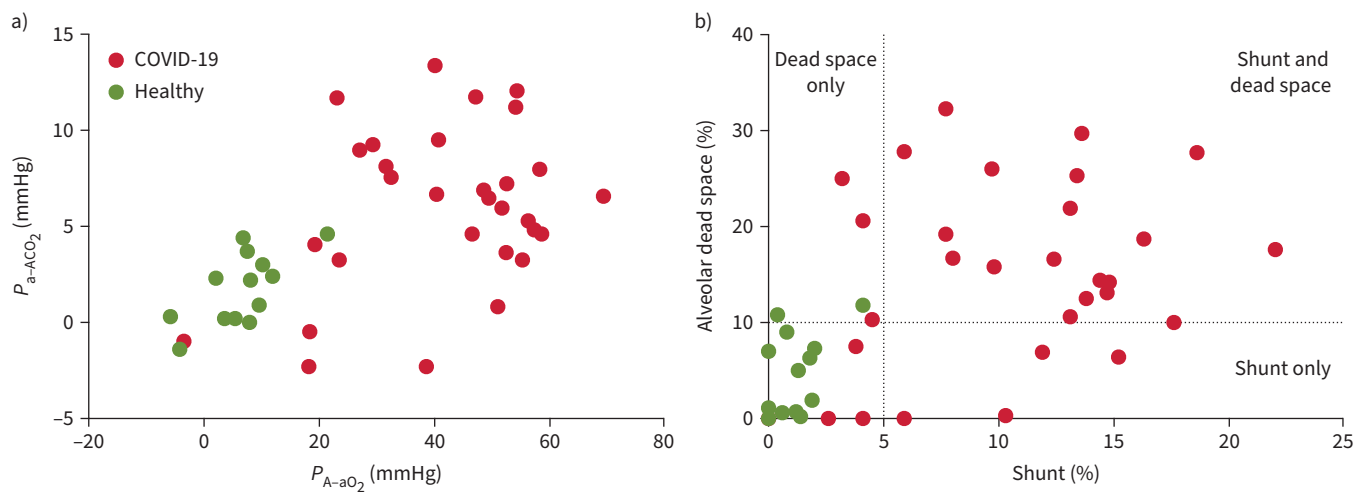 a)
15
10
5
0
–5
–20
0
20
40
60
80
COVID-19
Healthy
Pa–ACO2 (mmHg)
PA–aO2 (mmHg)
b)
40
30
20
10
0
0
5
10
15
20
25
Dead space
only
Shunt and
dead space
Shunt only
Alveolar dead space (%)
Shunt (%)